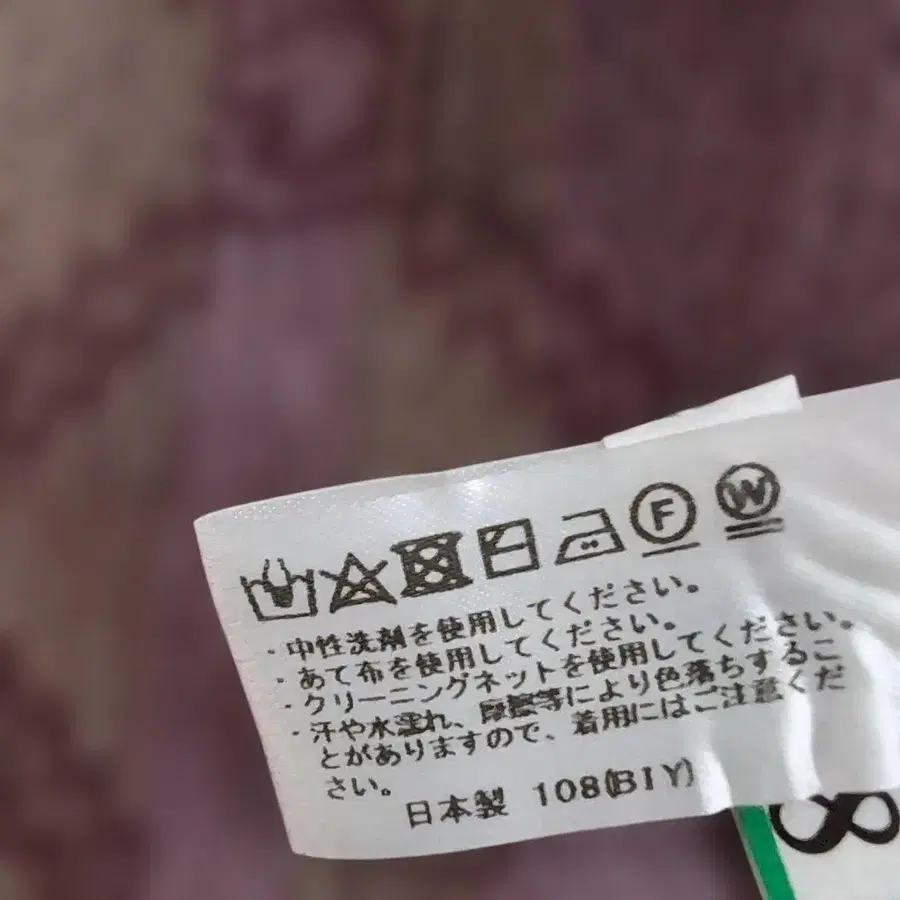 F W
・中性洗剤を使用してください。
・あて布を使用してください。
・クリーニングネットを使用してください。
・汗や水濡れ、摩擦等により色落ちするこ
とがありますので、着用にはご注意くだ
さい。
日本製 108(BIY)